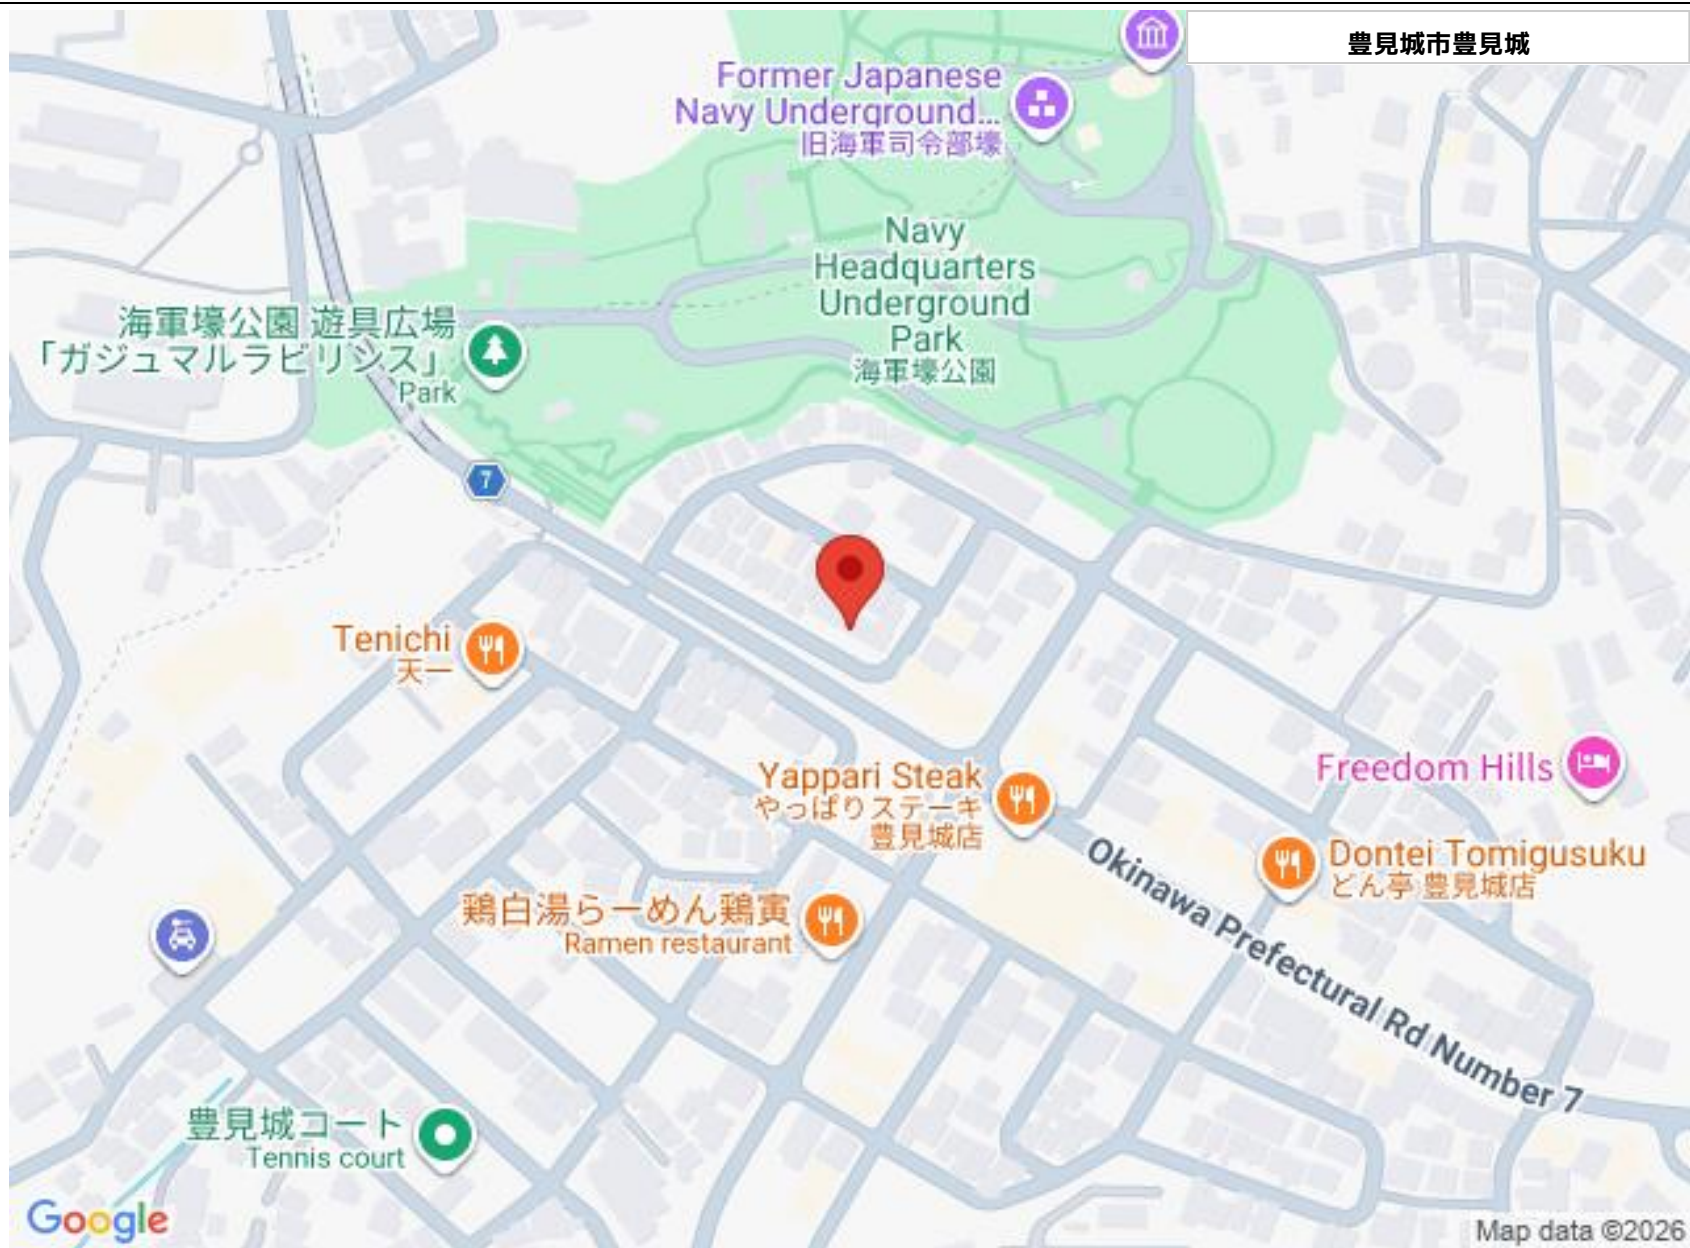 豊見城市豊見城
Former Japanese
Navy Underground...
旧海軍司令部壕
Navy
Headquarters
Underground
Park
海軍壕公園
海軍壕公園 遊具広場
「ガジュマルラビリンス」
Park
7
Tenichi
天一
Yappari Steak
やっぱりステーキ
豊見城店
Freedom Hills
Dontei Tomigusuku
どん亭 豊見城店
鶏白湯らーめん鶏寅
Ramen restaurant
Okinawa Prefectural Rd Number 7
豊見城コート
Tennis court
Google
Map data ©2026